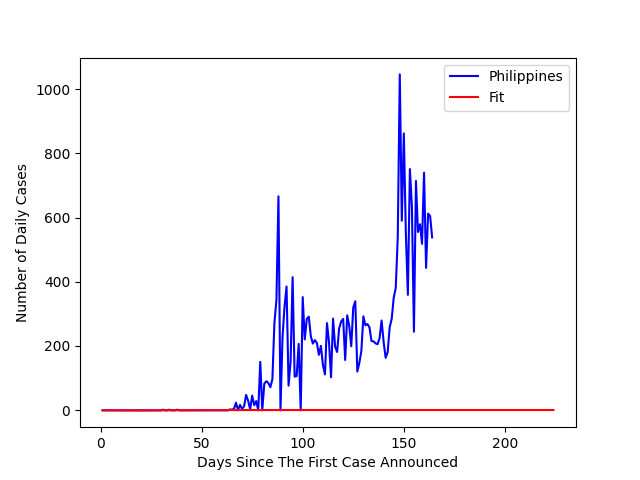 Philippines
Fit
1000
800
600
400
200
0
Number of Daily Cases
0 50 100 150 200
Days Since The First Case Announced